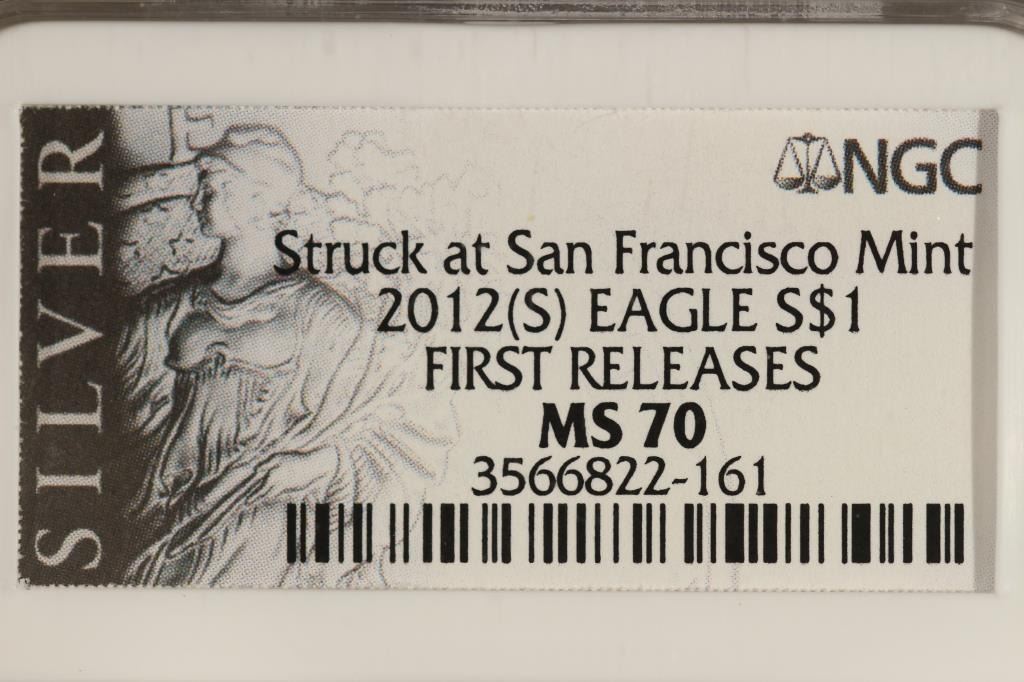 SILVER
NGC
Struck at San Francisco Mint
2012(S) EAGLE S$1
FIRST RELEASES
MS 70
3566822-161